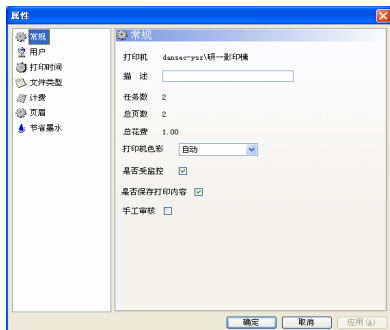 属性
常规
用户
打印时间
文件类型
计费
页眉
节省墨水
常规
打印机 dansec-ysz\研一影印機
描 述
任务数 2
总页数 2
总花费 1.00
打印机色彩 自动
是否受监控
是否保存打印内容
手工审核
确定 取消 应用(A)